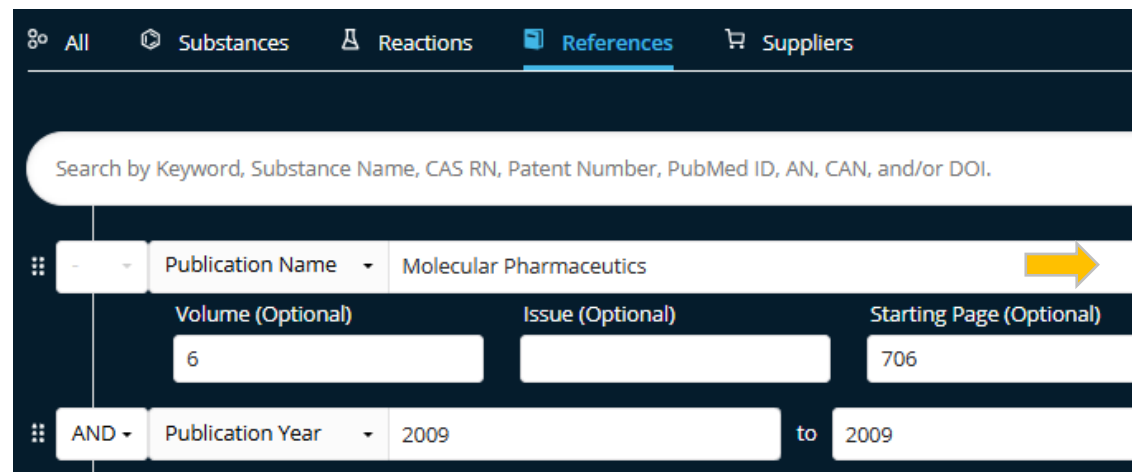 All Substances Reactions References Suppliers
Search by Keyword, Substance Name, CAS RN, Patent Number, PubMed ID, AN, CAN, and/or DOI.
- Publication Name Molecular Pharmaceutics
Volume (Optional) Issue (Optional) Starting Page (Optional)
6 706
AND Publication Year 2009 to 2009